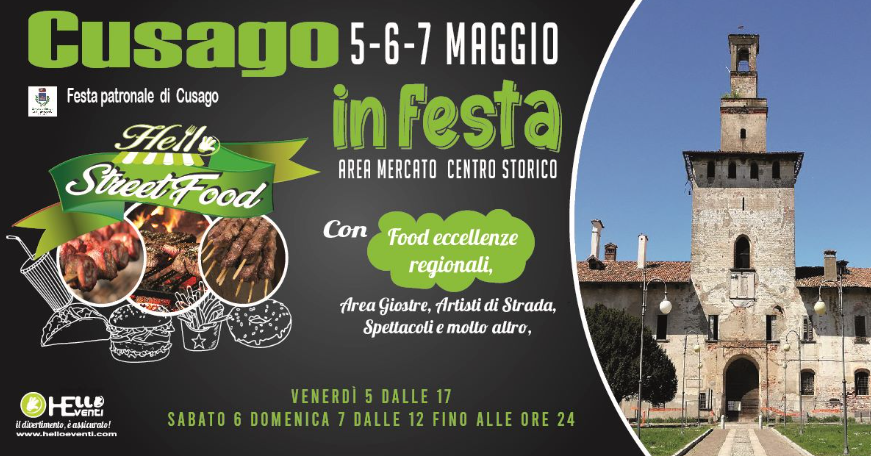 Cusago 5-6-7 MAGGIO
Festa patronale di Cusago
in festa
AREA MERCATO CENTRO STORICO
Hello
Street Food
Con Food eccellenze
regionali,
Area Giostre, Artisti di Strada,
Spettacoli e molto altro,
VENERDÌ 5 DALLE 17
SABATO 6 DOMENICA 7 DALLE 12 FINO ALLE ORE 24
HELLO
EVENTI
il divertimento, è assicurato!
www.helloeventi.com